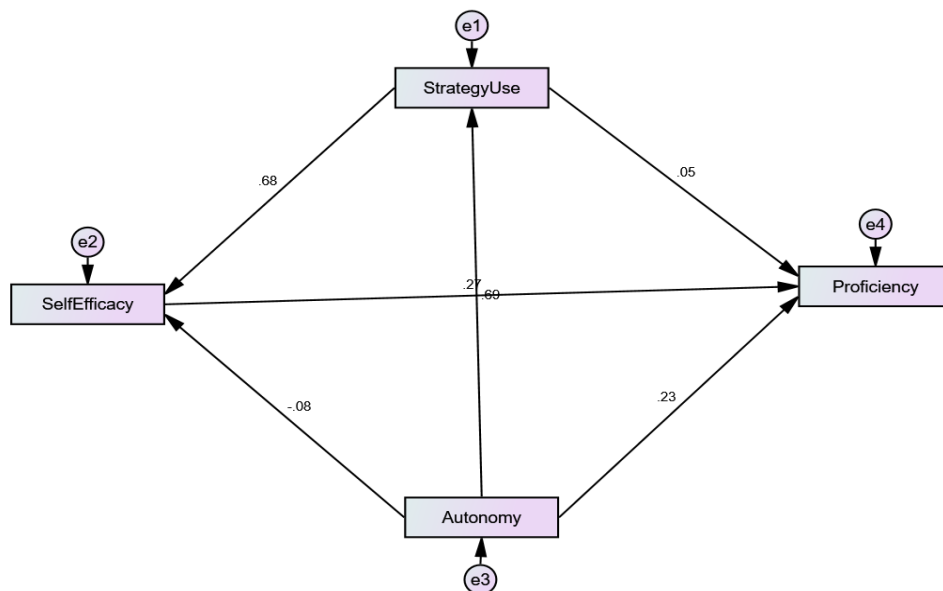 e1
StrategyUse
.68
.05
e2
e4
SelfEfficacy
.27
.69
Proficiency
-.08
.23
Autonomy
e3